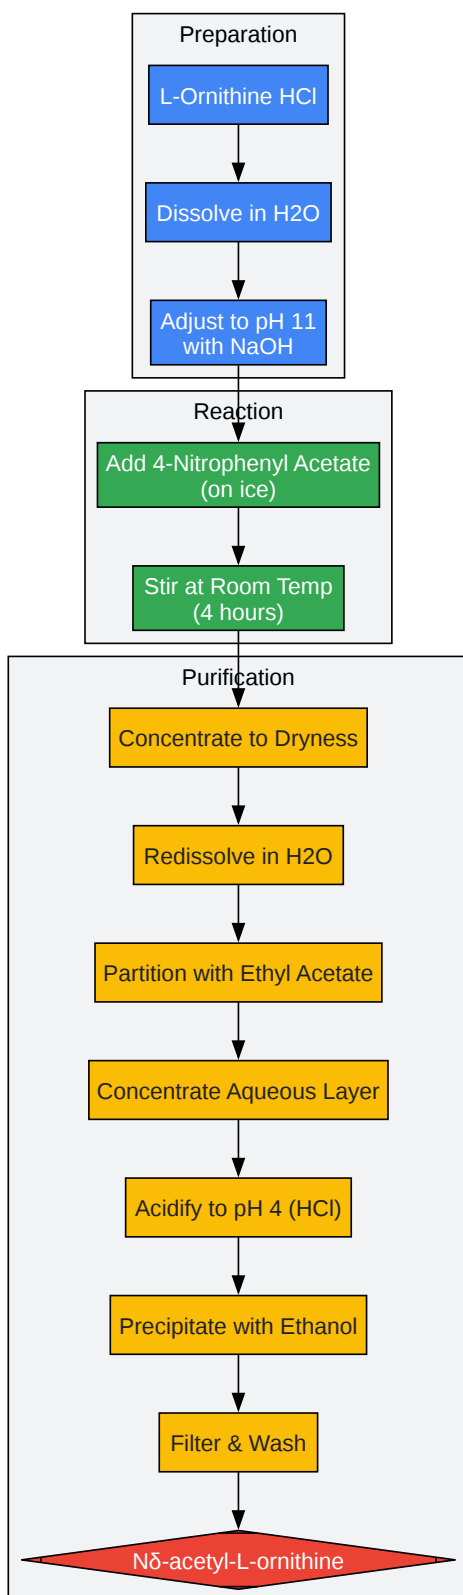 Preparation
L-Ornithine HCl
Dissolve in H2O
Adjust to pH 11
with NaOH
Reaction
Add 4-Nitrophenyl Acetate
(on ice)
Stir at Room Temp
(4 hours)
Purification
Concentrate to Dryness
Redissolve in H2O
Partition with Ethyl Acetate
Concentrate Aqueous Layer
Acidify to pH 4 (HCl)
Precipitate with Ethanol
Filter & Wash
Nδ-acetyl-L-ornithine